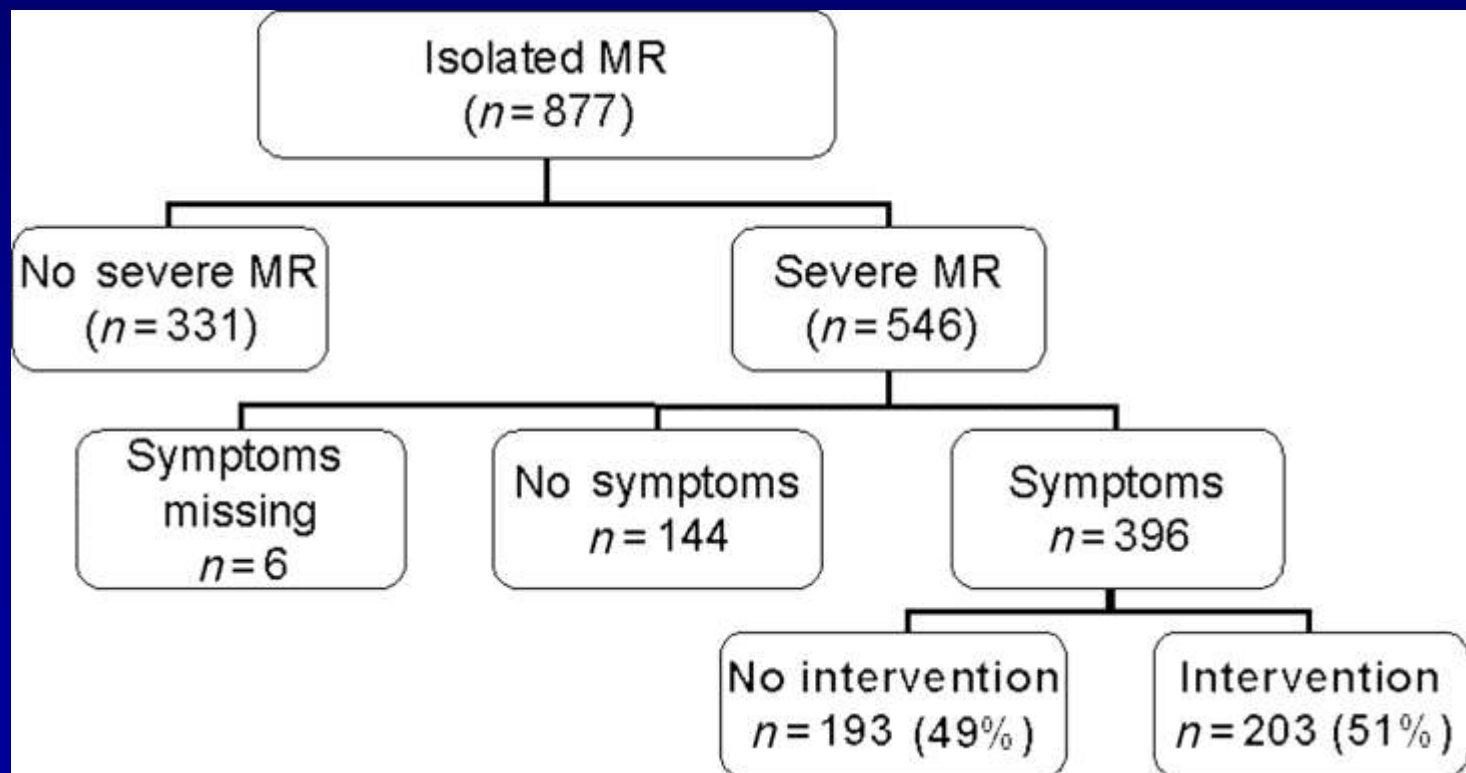 Isolated MR
(n=877)
No severe MR
(n=331)
Severe MR
(n=546)
Symptoms
missing
n=6
No symptoms
n=144
Symptoms
n=396
No intervention
n=193 (49%)
Intervention
n=203 (51%)